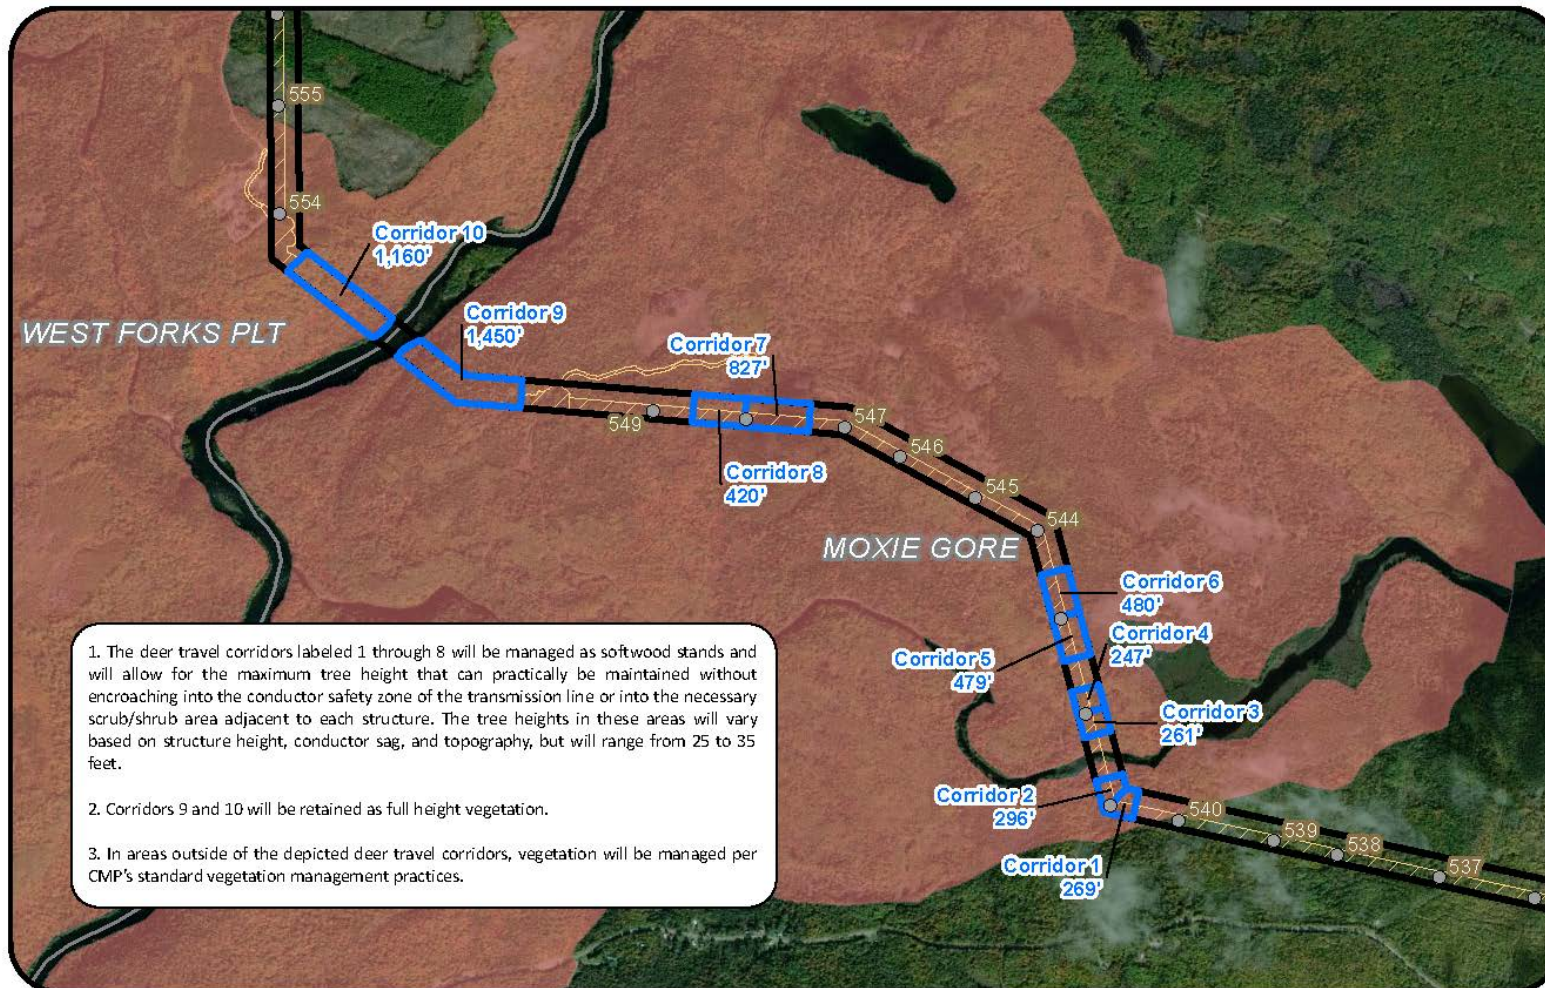 555
554
Corridor 10
1,160'
WEST FORKS PLT
Corridor 9
1,450'
Corridor 7
827'
549
547
546
Corridor 8
420'
545
544
MOXIE GORE
Corridor 6
480'
Corridor 4
247'
Corridor 5
479'
Corridor 3
261'
Corridor 2
296'
540
539
538
537
Corridor 1
269'
1. The deer travel corridors labeled 1 through 8 will be managed as softwood stands and
will allow for the maximum tree height that can practically be maintained without
encroaching into the conductor safety zone of the transmission line or into the necessary
scrub/shrub area adjacent to each structure. The tree heights in these areas will vary
based on structure height, conductor sag, and topography, but will range from 25 to 35
feet.
2. Corridors 9 and 10 will be retained as full height vegetation.
3. In areas outside of the depicted deer travel corridors, vegetation will be managed per
CMP's standard vegetation management practices.